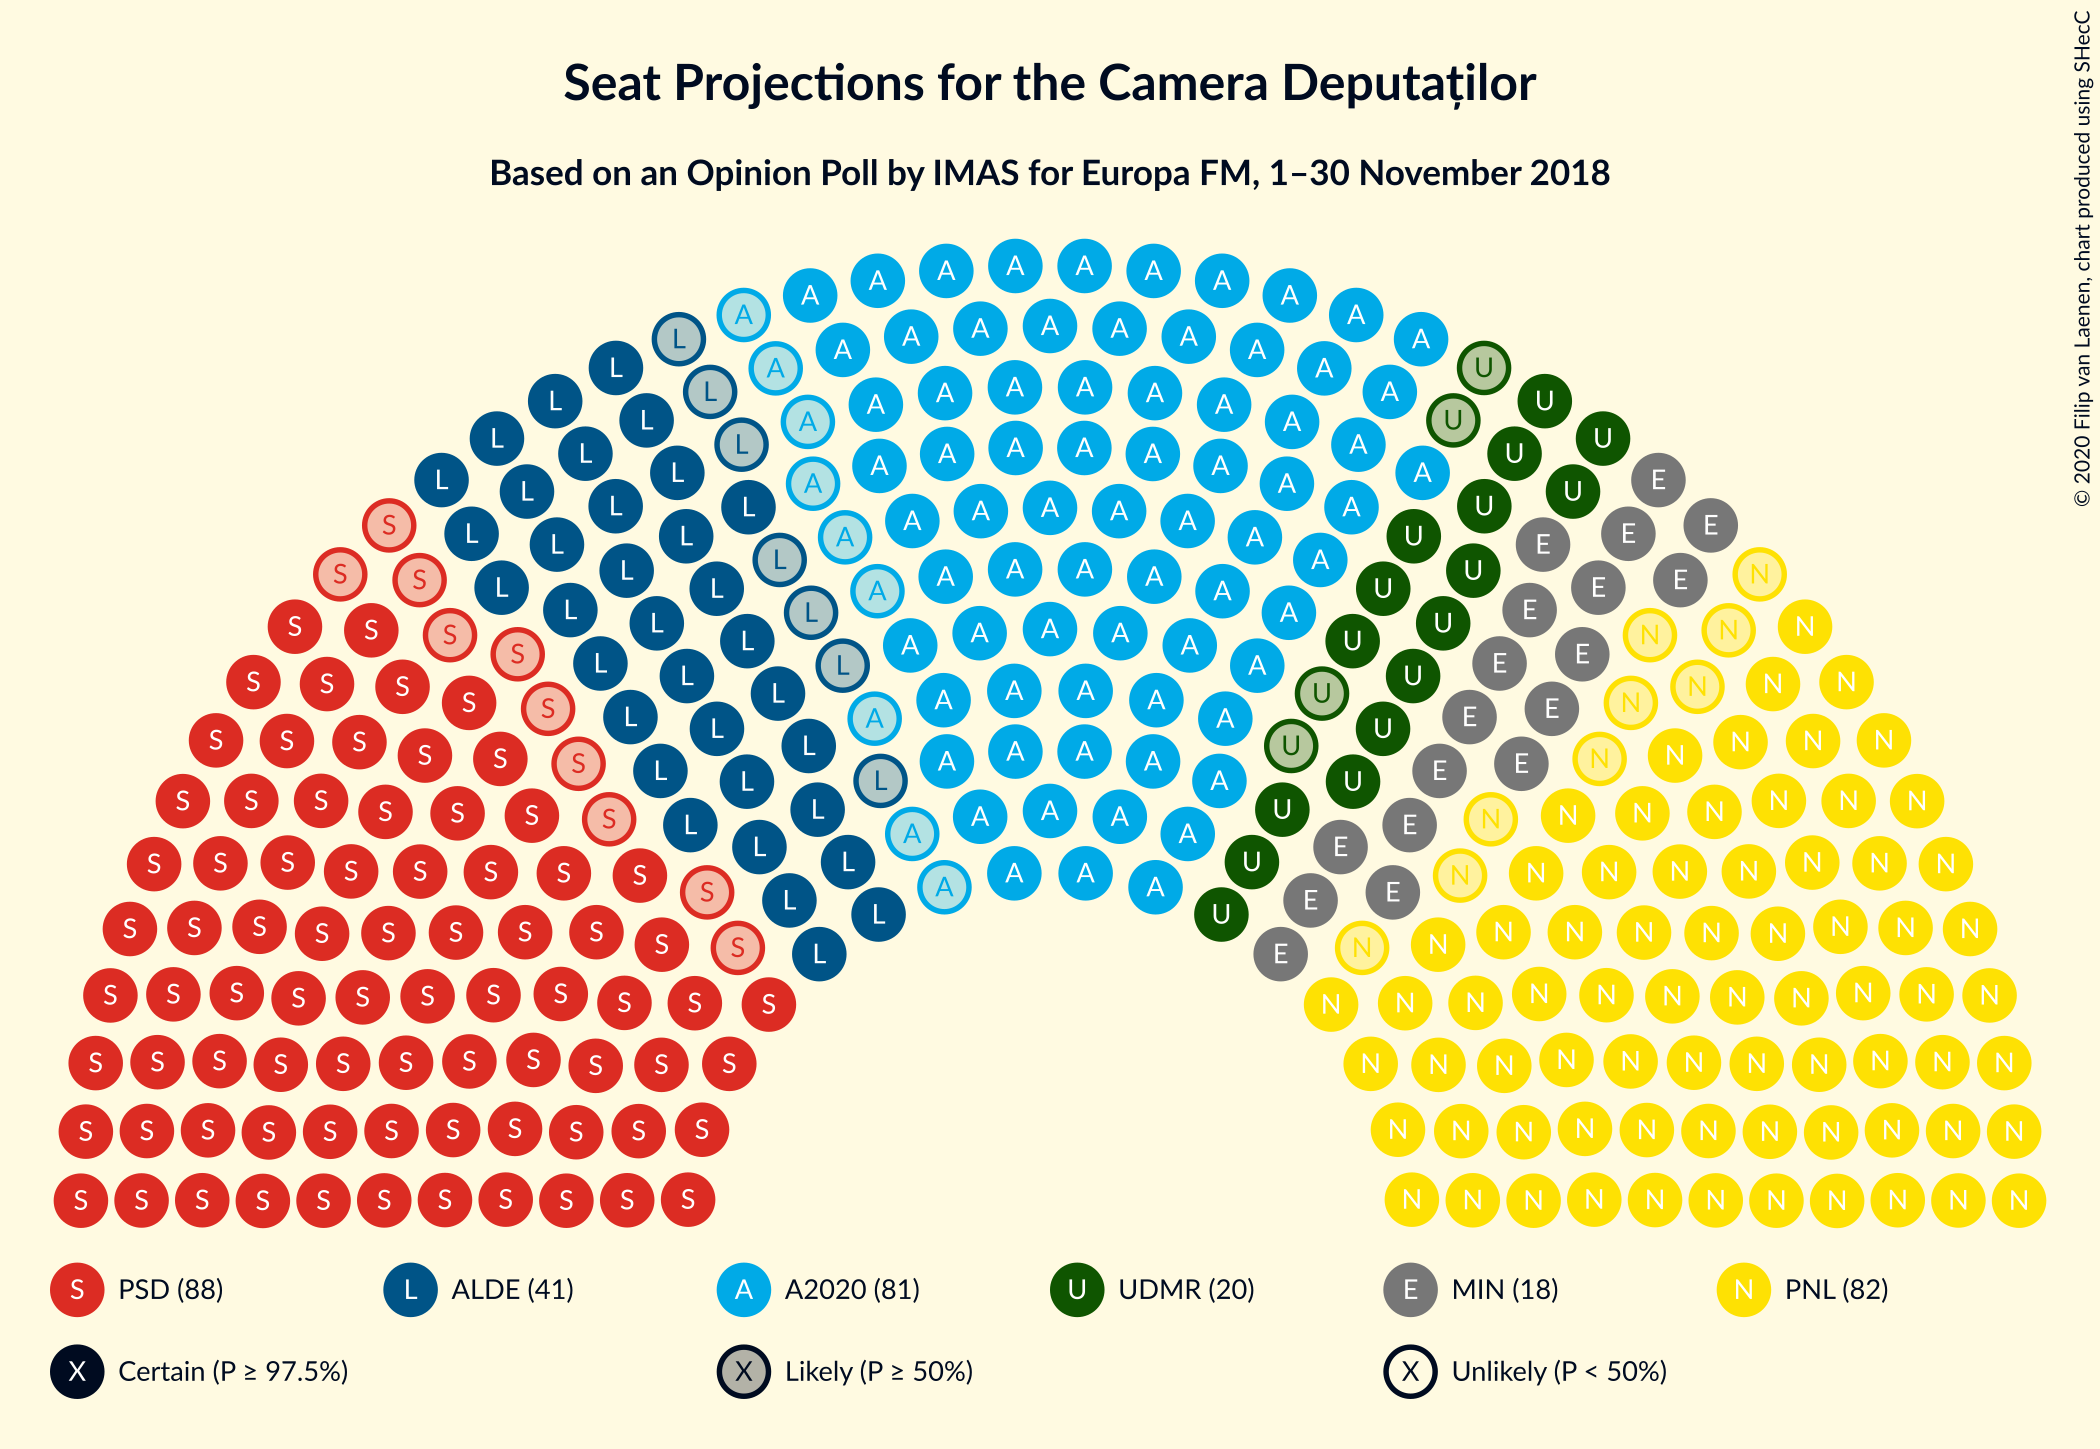 Seat Projections for the Camera Deputaților
Based on an Opinion Poll by IMAS for Europa FM, 1–30 November 2018
© 2020 Filip van Laenen, chart produced using SHecC
S PSD (88) L ALDE (41) A A2020 (81) U UDMR (20) E MIN (18) N PNL (82)
X Certain (P ≥ 97.5%) X Likely (P ≥ 50%) X Unlikely (P < 50%)